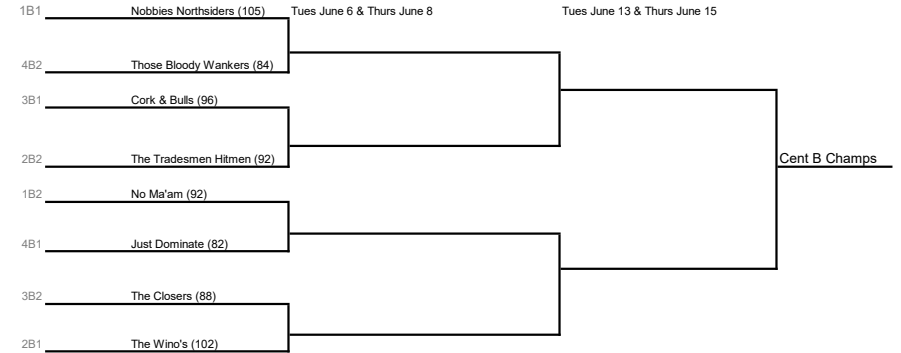 1B1 Nobbies Northsiders (105) Tues June 6 & Thurs June 8 Tues June 13 & Thurs June 15
4B2 Those Bloody Wankers (84)
3B1 Cork & Bulls (96)
2B2 The Tradesmen Hitmen (92)
Cent B Champs
1B2 No Ma'am (92)
4B1 Just Dominate (82)
3B2 The Closers (88)
2B1 The Wino's (102)